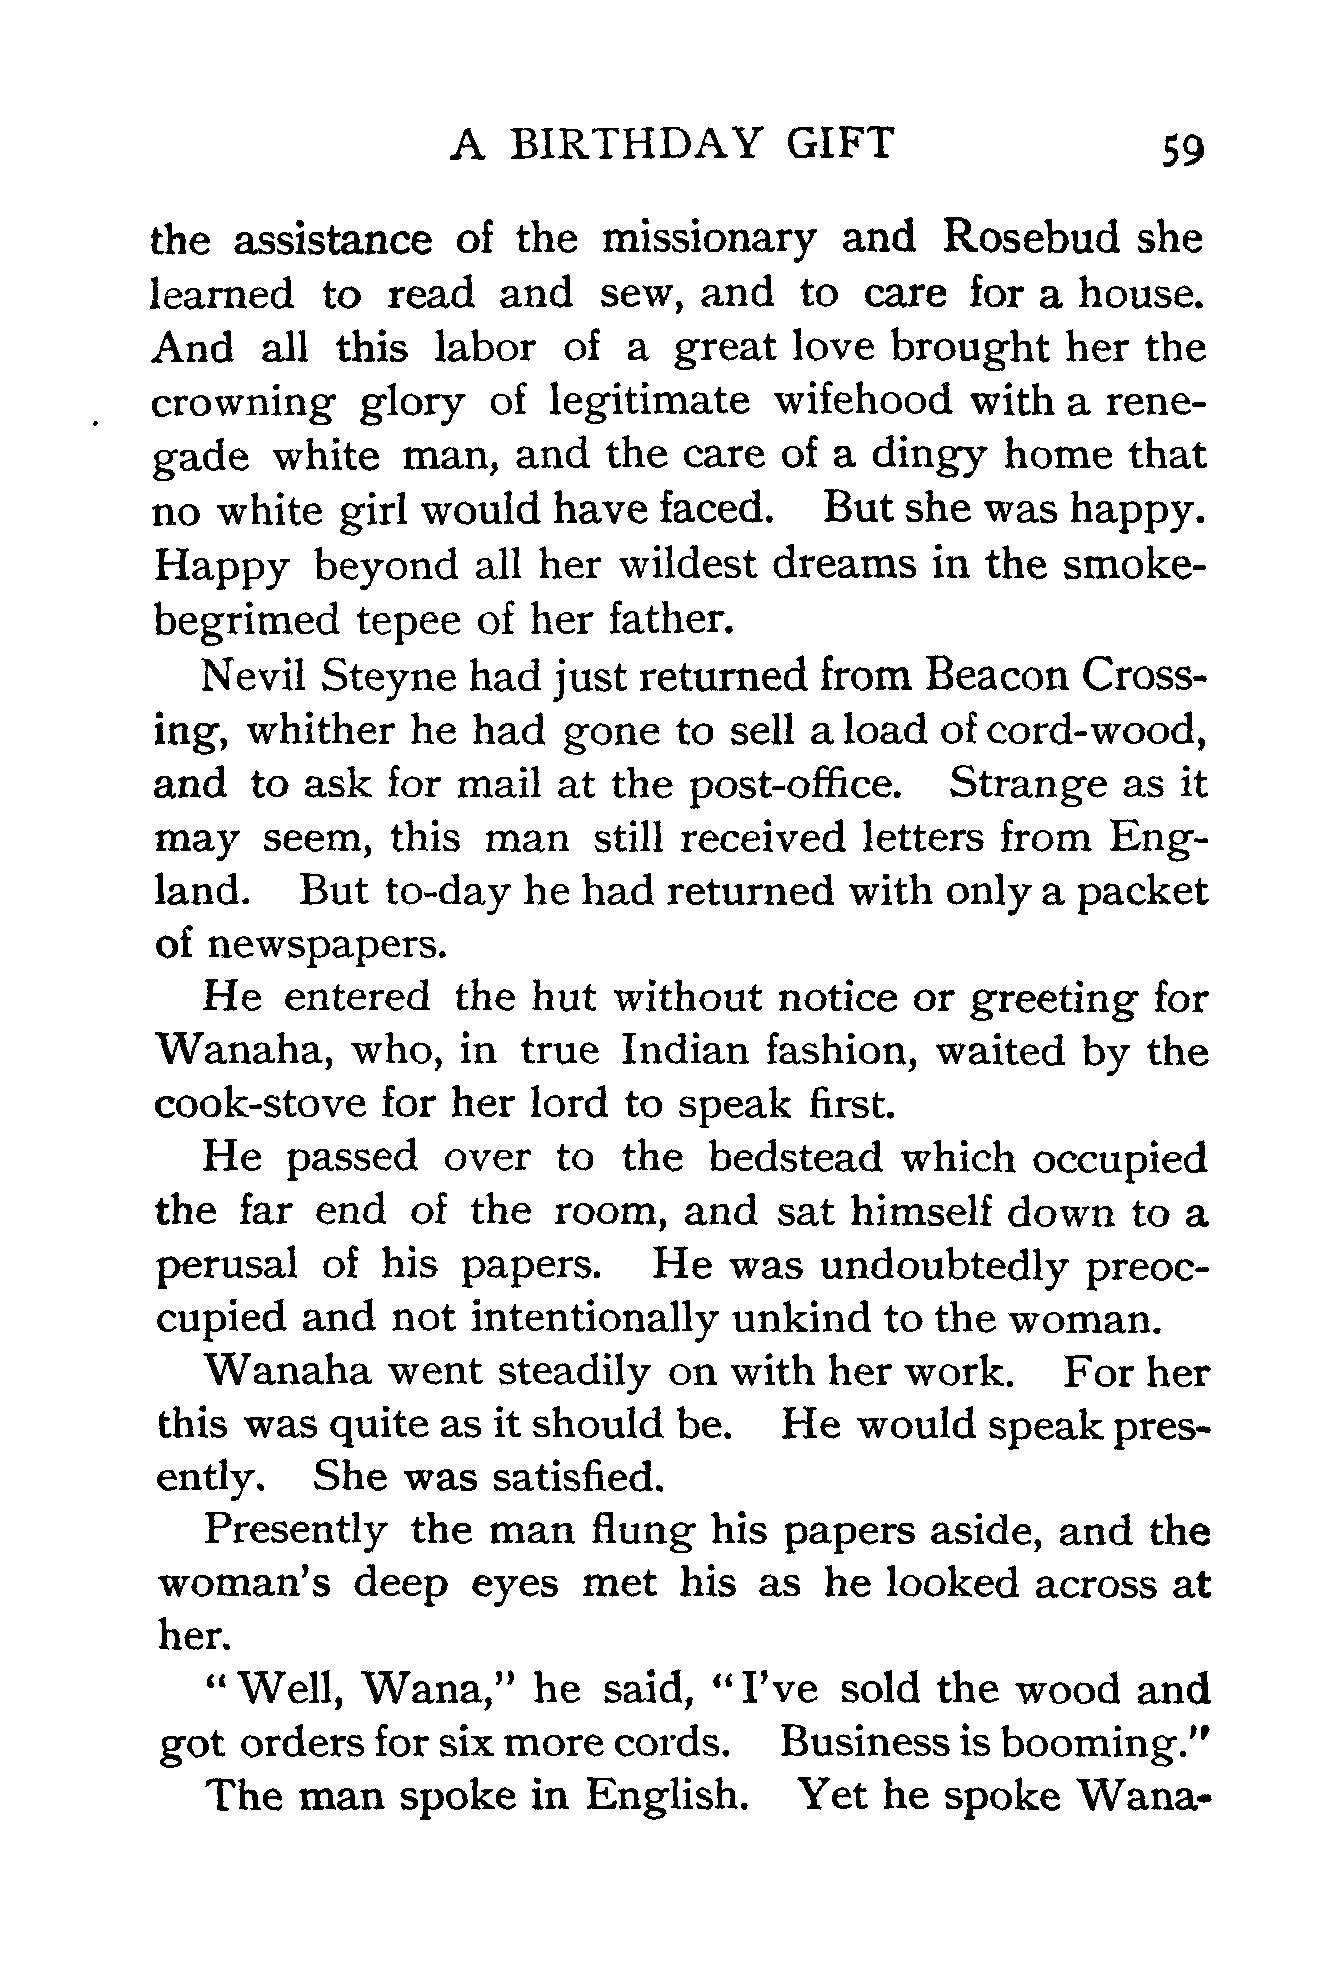 A BIRTHDAY GIFT 59
the assistance of the missionary and Rosebud she
learned to read and sew, and to care for a house.
And all this labor of a great love brought her the
crowning glory of legitimate wifehood with a rene-
gade white man, and the care of a dingy home that
no white girl would have faced. But she was happy.
Happy beyond all her wildest dreams in the smoke-
begrimed tepee of her father.
Nevil Steyne had just returned from Beacon Cross-
ing, whither he had gone to sell a load of cord-wood,
and to ask for mail at the post-office. Strange as it
may seem, this man still received letters from Eng-
land. But to-day he had returned with only a packet
of newspapers.
He entered the hut without notice or greeting for
Wanaha, who, in true Indian fashion, waited by the
cook-stove for her lord to speak first.
He passed over to the bedstead which occupied
the far end of the room, and sat himself down to a
perusal of his papers. He was undoubtedly preoc-
cupied and not intentionally unkind to the woman.
Wanaha went steadily on with her work. For her
this was quite as it should be. He would speak pres-
ently. She was satisfied.
Presently the man flung his papers aside, and the
woman's deep eyes met his as he looked across at
her.
"Well, Wana," he said, "I've sold the wood and
got orders for six more cords. Business is booming."
The man spoke in English. Yet he spoke Wana-